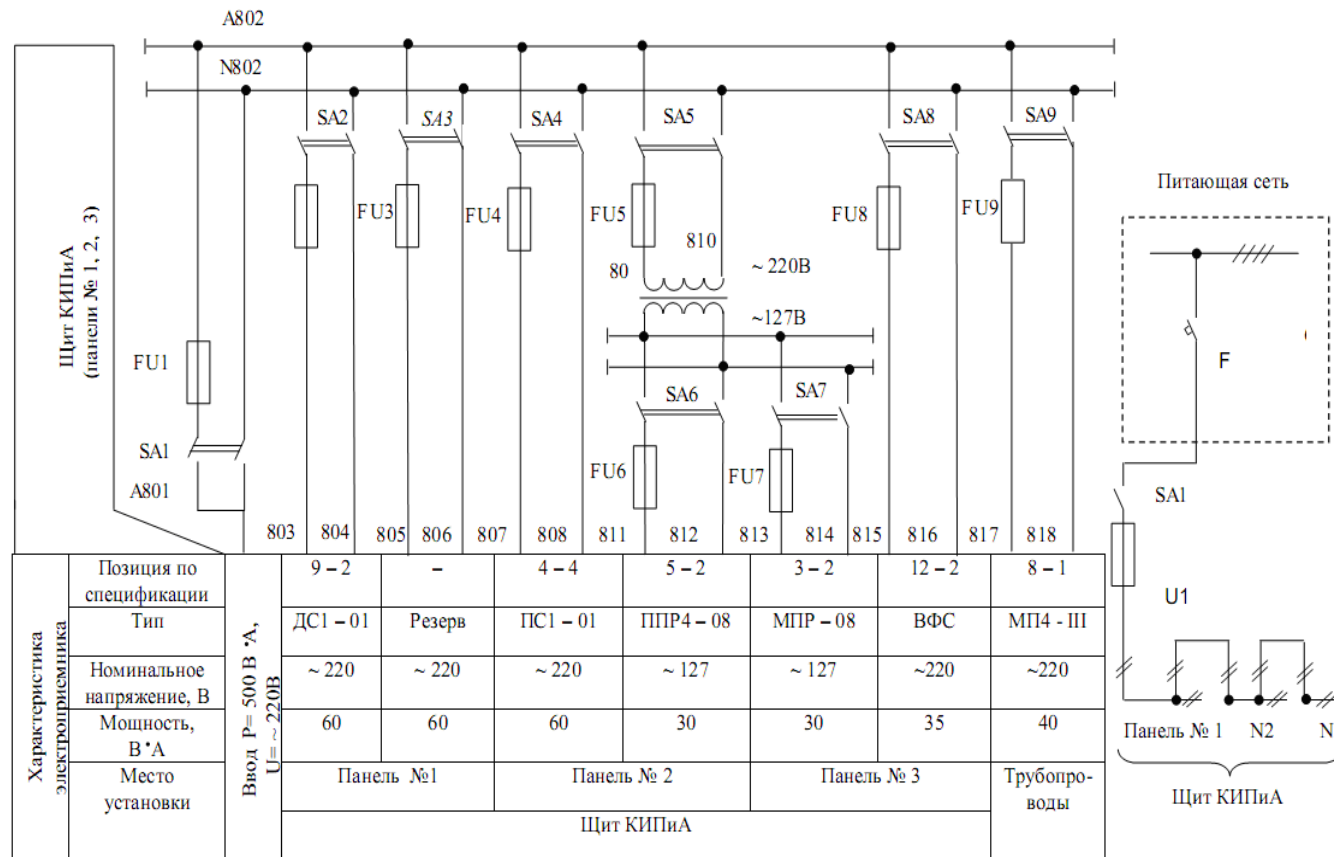 A802
N802
SA2
SA3
SA4
SA5
SA8
SA9
Щит КИПиА
(панели № 1, 2, 3)
FU3
FU4
FU5
FU8
FU9
810
80
~ 220В
~127В
FU1
SA1
A801
SA6
SA7
FU6
FU7
803
804
805
806
807
808
811
812
813
814
815
816
817
818
Питающая сеть
F
SA1
U1
Панель № 1
N2
N
Щит КИПиА
Характеристика
электроприемника
Позиция по
спецификации
Ввод Р= 500 В •А,
U= ~ 220В
9 – 2
–
4 – 4
5 – 2
3 – 2
12 – 2
8 – 1
Тип
ДС1 – 01
Резерв
ПС1 – 01
ППР4 – 08
МПР – 08
ВФС
МП4 - III
Номинальное
напряжение, В
~ 220
~ 220
~ 220
~ 127
~ 127
~220
~220
Мощность,
В•А
60
60
60
30
30
35
40
Место
установки
Панель №1
Панель № 2
Панель № 3
Трубопро-
воды
Щит КИПиА